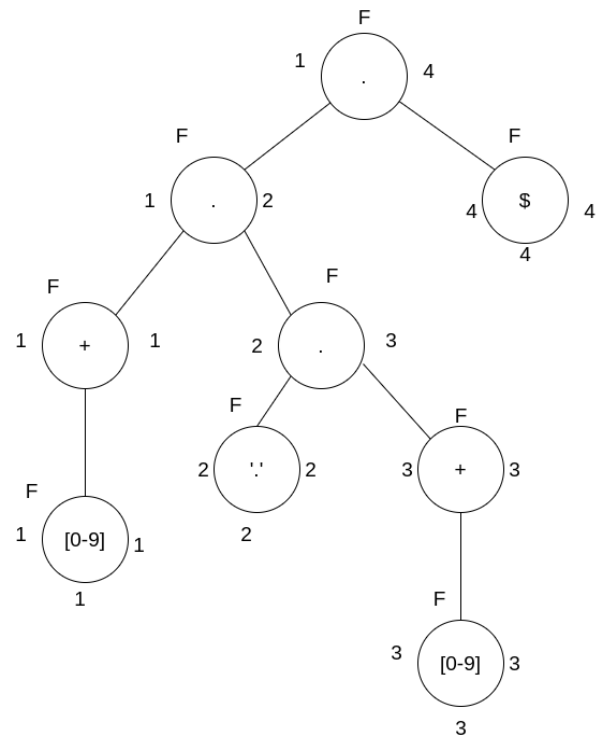 F
1 . 4
F F
1 . 2 4 $ 4
4
F F
1 + 1 2 . 3
F F
2 '.' 2 3 + 3
F 2
1 [0-9] 1
1
F
3 [0-9] 3
3